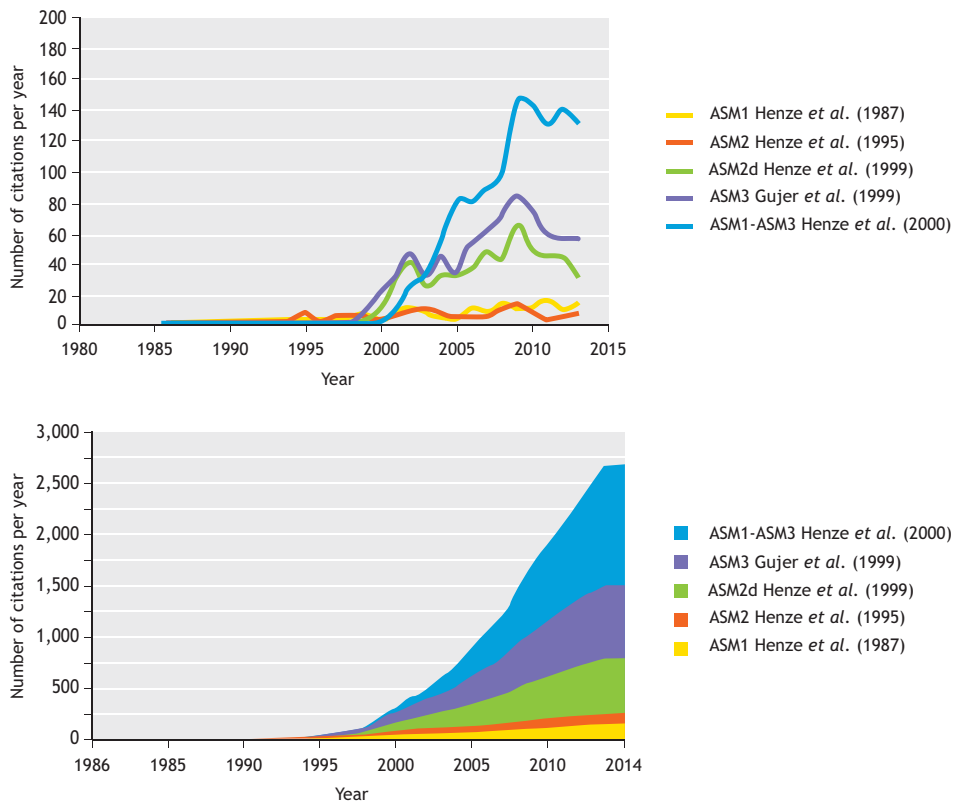 200
180
160
140
120
100
80
60
40
20
0
Number of citations per year
1980 1985 1990 1995 2000 2005 2010 2015
Year
ASM1 Henze et al. (1987)
ASM2 Henze et al. (1995)
ASM2d Henze et al. (1999)
ASM3 Gujer et al. (1999)
ASM1-ASM3 Henze et al. (2000)
3,000
2,500
2,000
1,500
1,000
500
0
Number of citations per year
1986 1985 1990 1995 2000 2005 2010 2014
Year
ASM1-ASM3 Henze et al. (2000)
ASM3 Gujer et al. (1999)
ASM2d Henze et al. (1999)
ASM2 Henze et al. (1995)
ASM1 Henze et al. (1987)